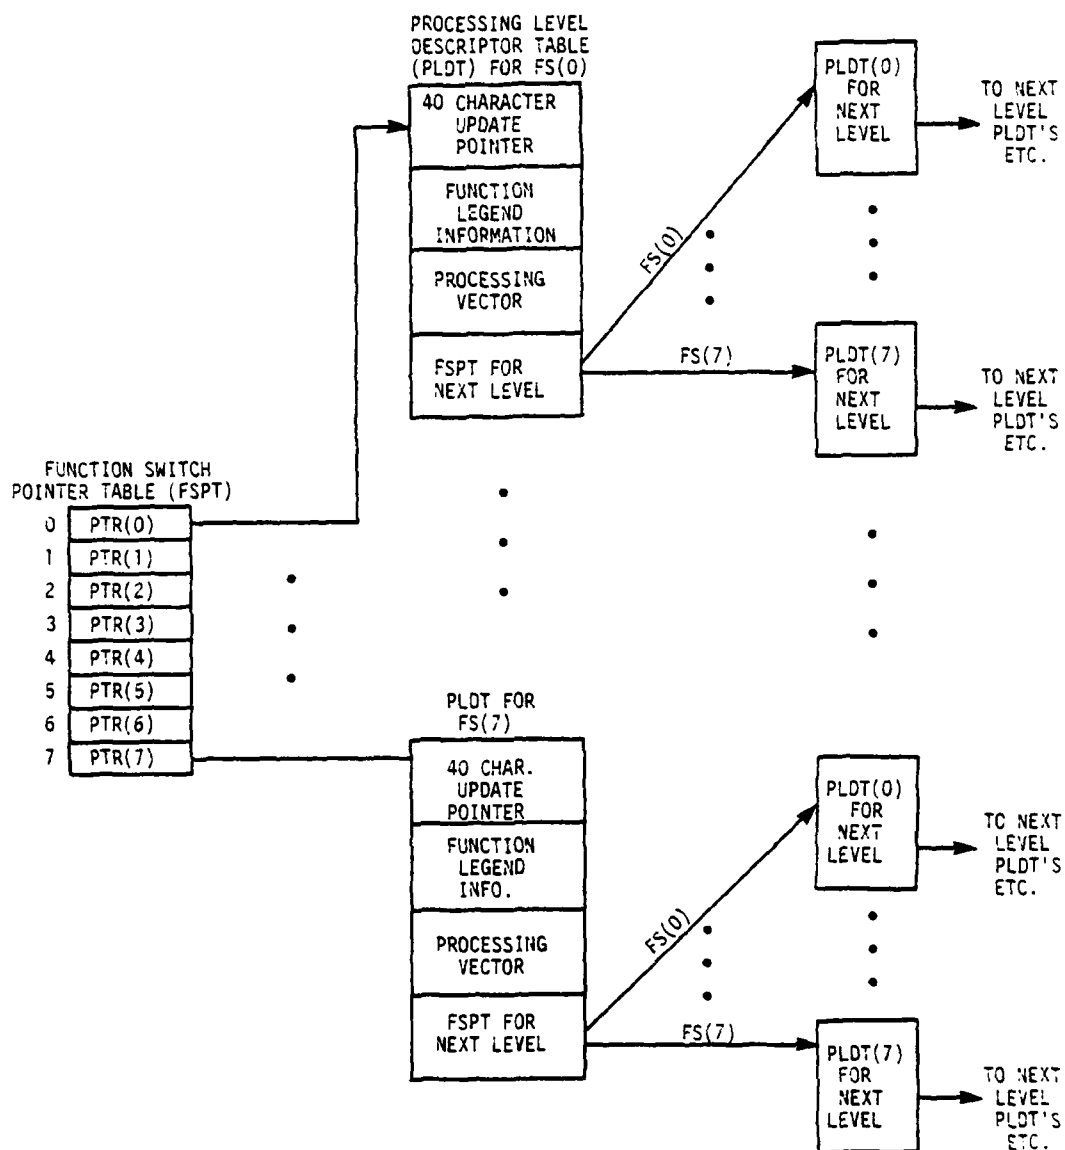 PROCESSING LEVEL
DESCRIPTOR TABLE
(PLDT) FOR FS(0)
40 CHARACTER
UPDATE
POINTER
FUNCTION
LEGEND
INFORMATION
PROCESSING
VECTOR
FSPT FOR
NEXT LEVEL
FS(0)
FS(7)
PLDT(0)
FOR
NEXT
LEVEL
TO NEXT
LEVEL
PLDT'S
ETC.
PLDT(7)
FOR
NEXT
LEVEL
TO NEXT
LEVEL
PLDT'S
ETC.
FUNCTION SWITCH
POINTER TABLE (FSPT)
0 PTR(0)
1 PTR(1)
2 PTR(2)
3 PTR(3)
4 PTR(4)
5 PTR(5)
6 PTR(6)
7 PTR(7)
PLDT FOR
FS(7)
40 CHAR.
UPDATE
POINTER
FUNCTION
LEGEND
INFO.
PROCESSING
VECTOR
FSPT FOR
NEXT LEVEL
FS(0)
FS(7)
PLDT(0)
FOR
NEXT
LEVEL
TO NEXT
LEVEL
PLDT'S
ETC.
PLDT(7)
FOR
NEXT
LEVEL
TO NEXT
LEVEL
PLDT'S
ETC.